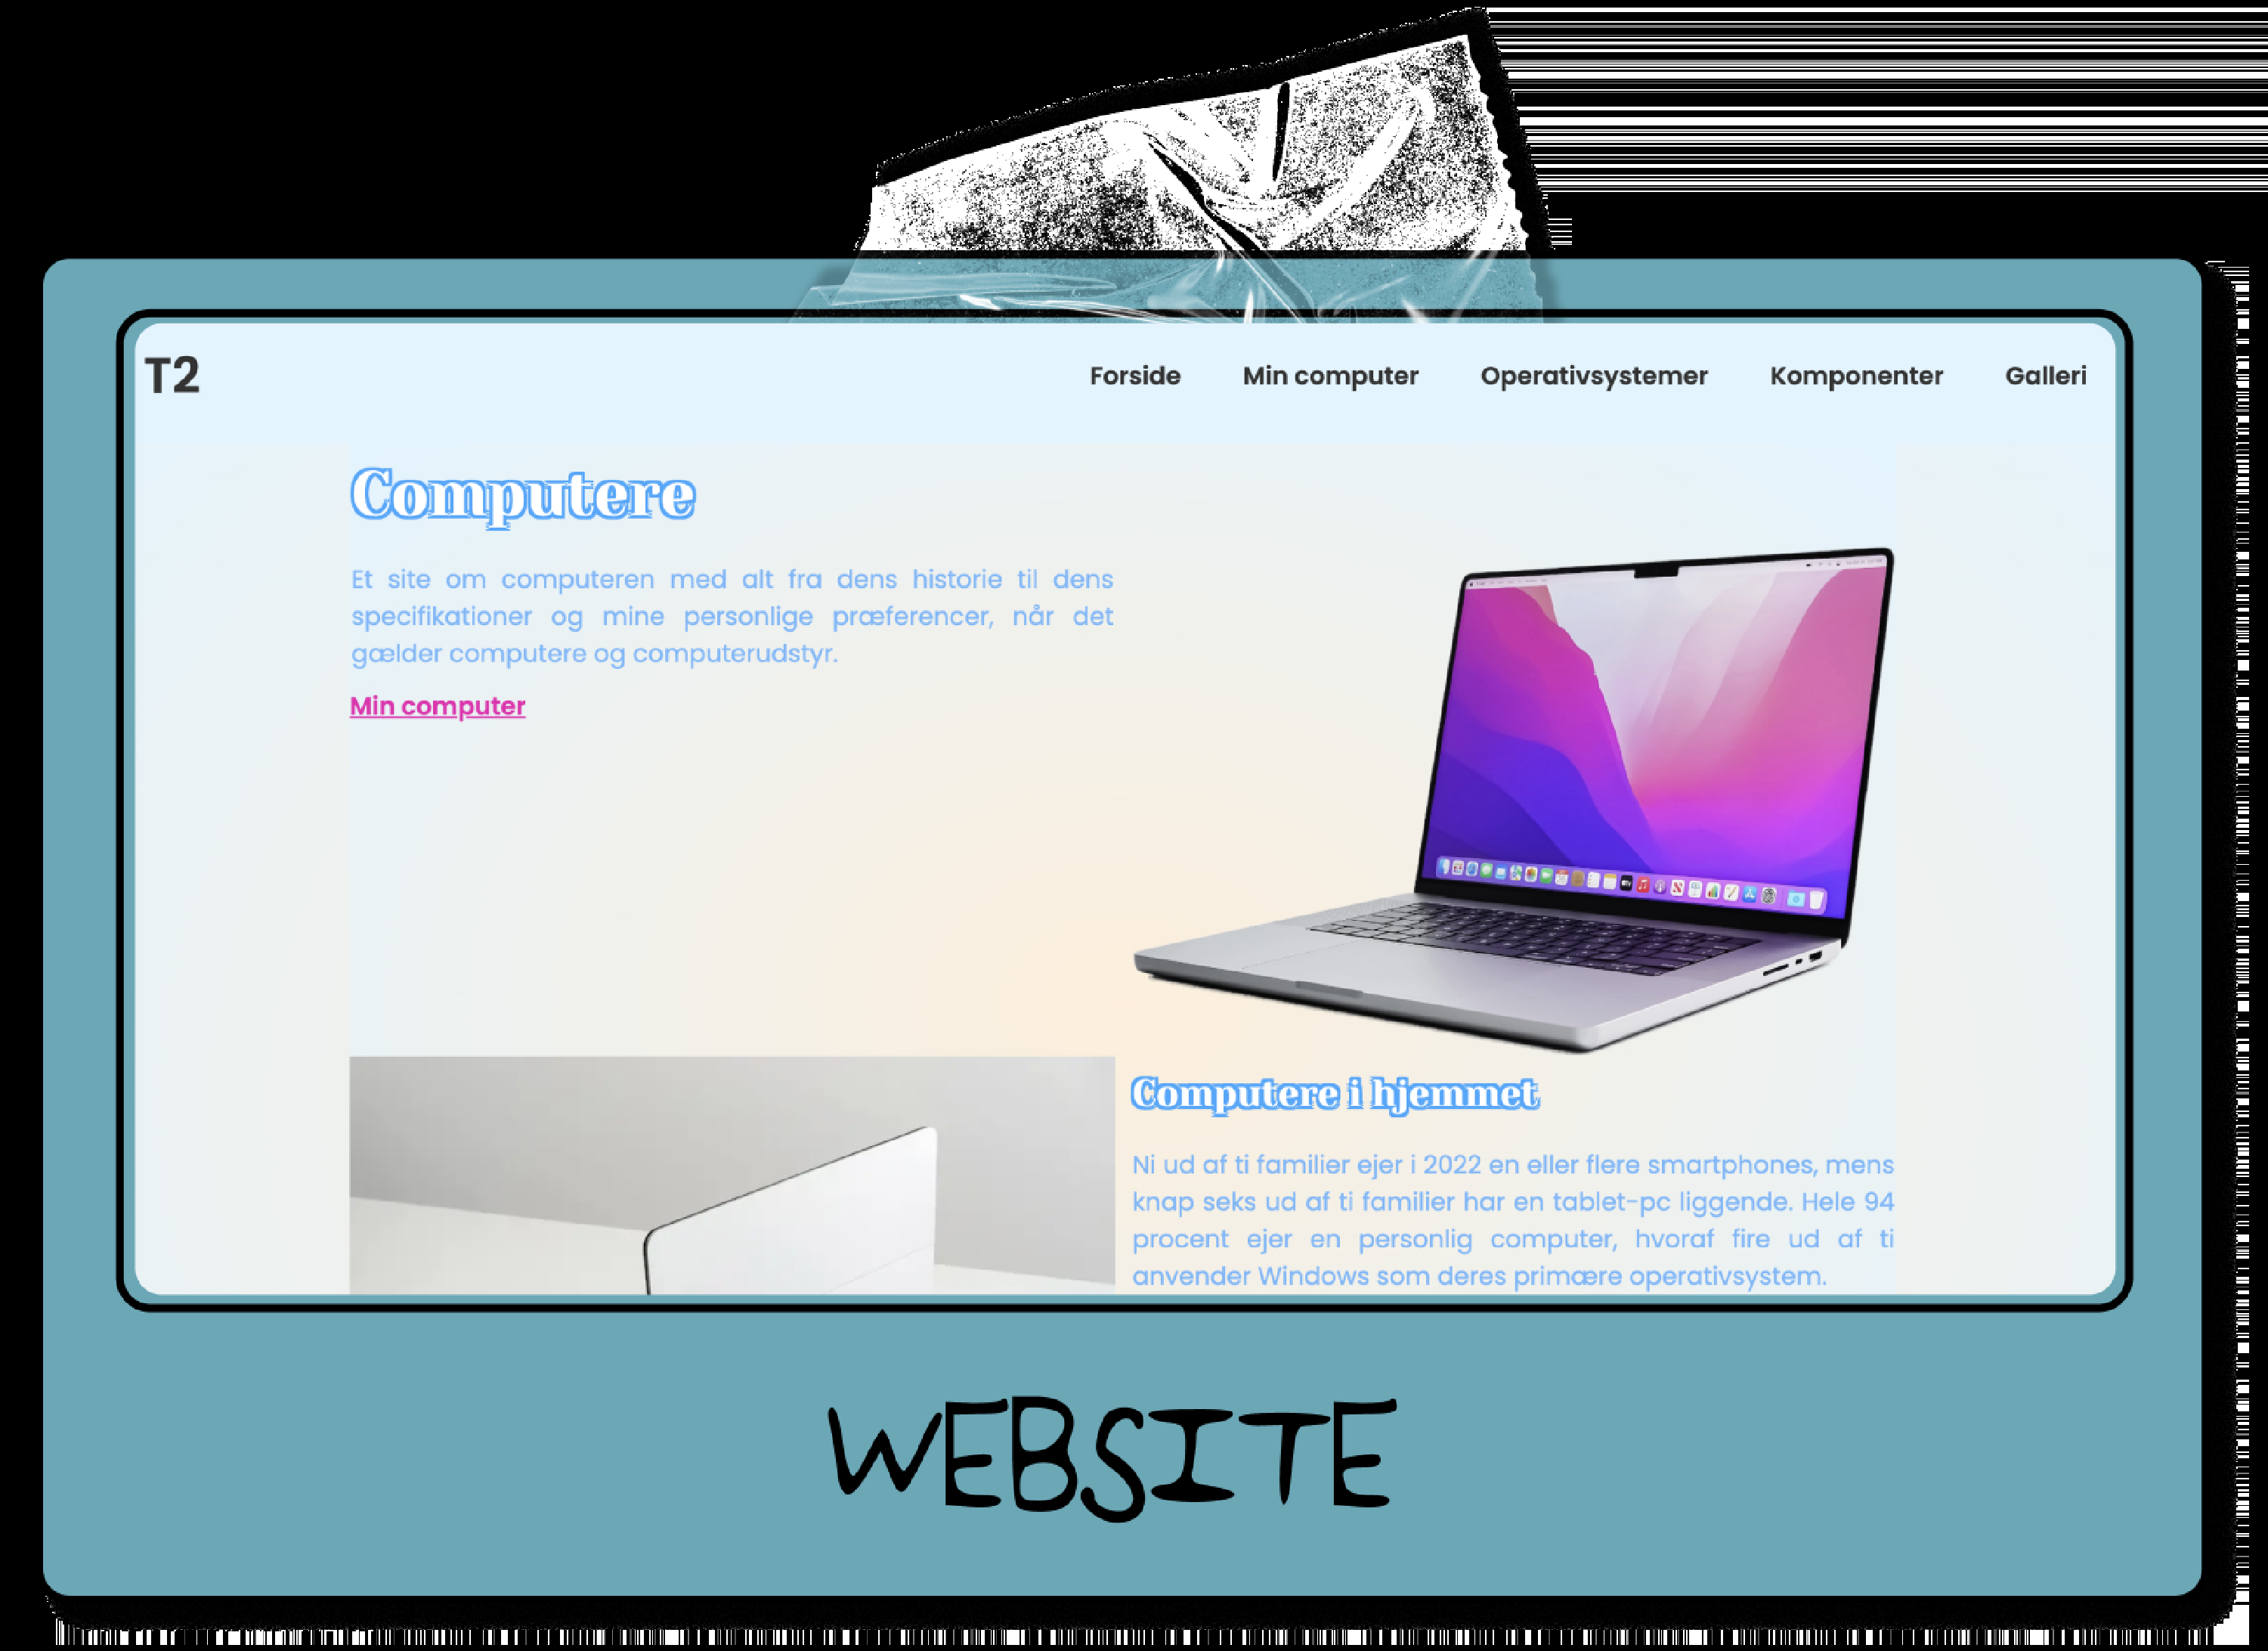 T2
Forside Min computer Operativsystemer Komponenter Galleri
Computere
Et site om computeren med alt fra dens historie til dens
specifikationer og mine personlige præferencer, når det
gælder computere og computerudstyr.
Min computer
Computere i hjemmet
Ni ud af ti familier ejer i 2022 en eller flere smartphones, mens
knap seks ud af ti familier har en tablet-pc liggende. Hele 94
procent ejer en personlig computer, hvoraf fire ud af ti
anvender Windows som deres primære operativsystem.
WEBSITE